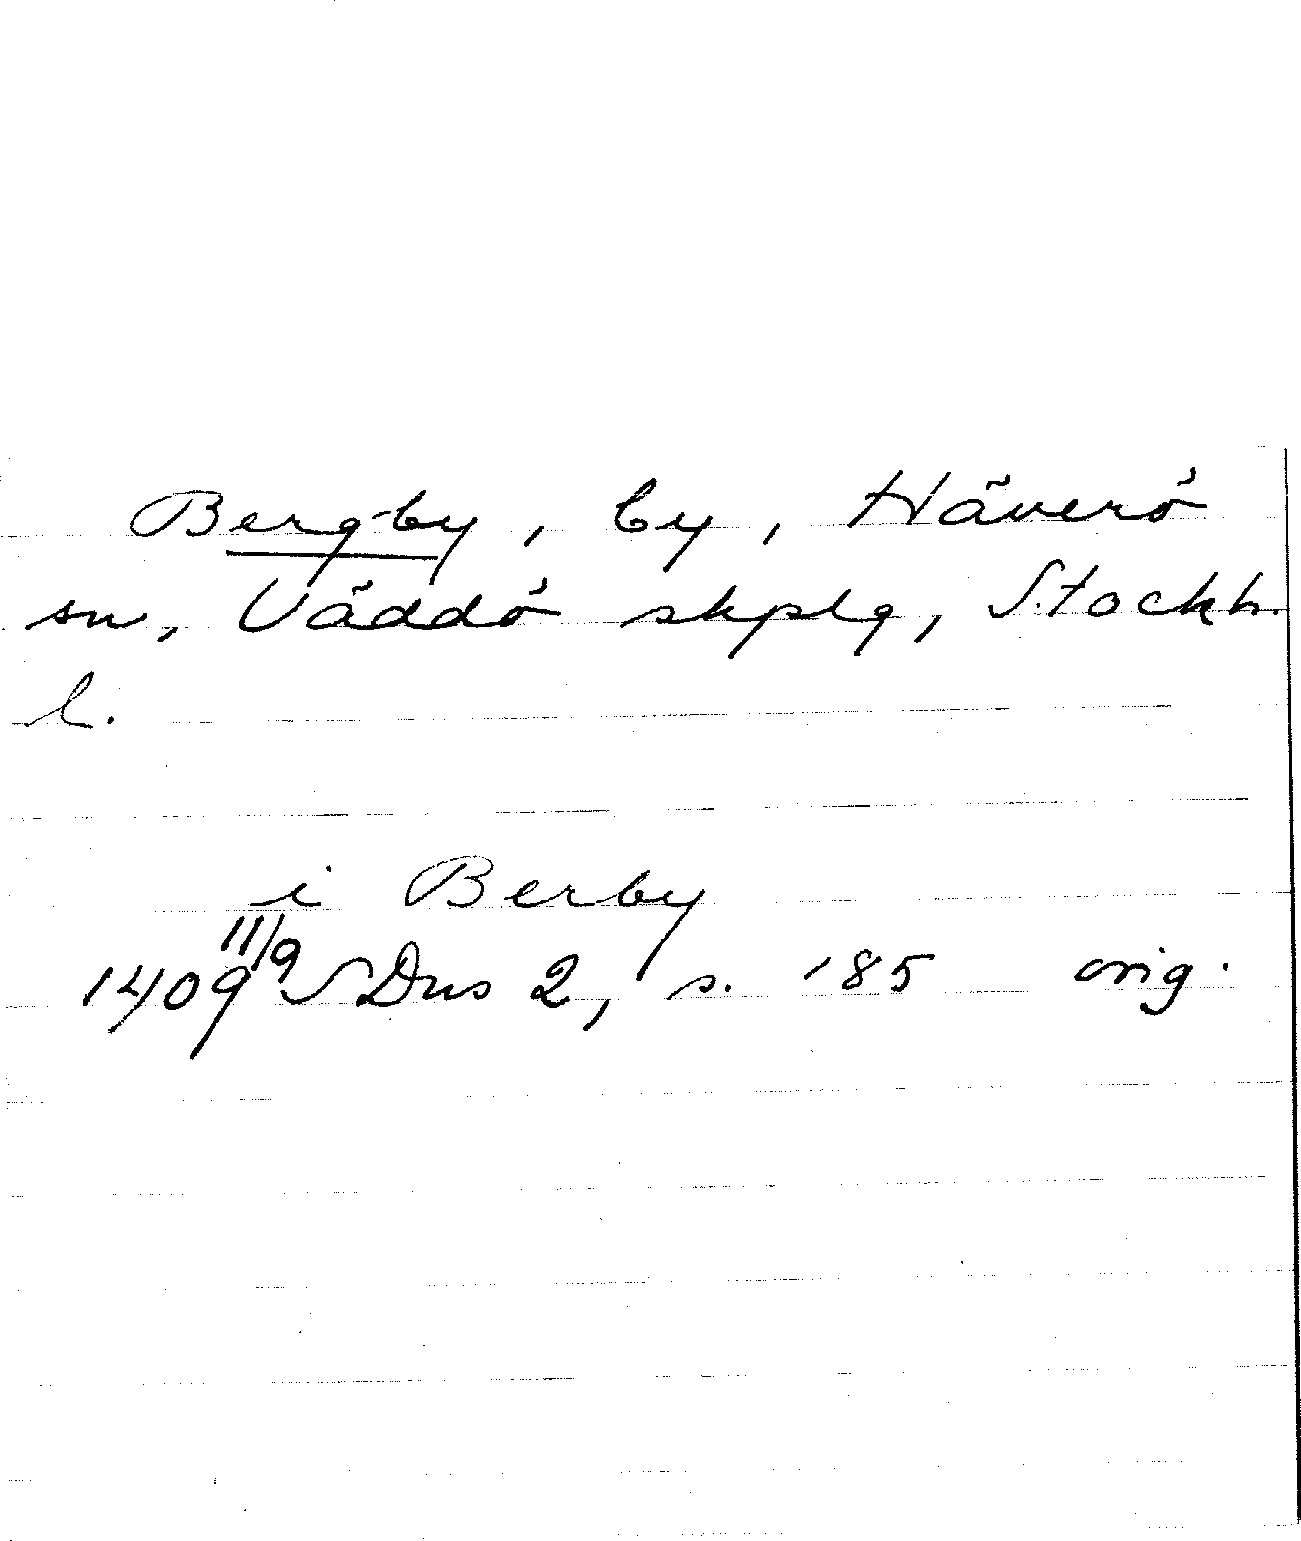 Bergby, by, Häverö
sn, Väddö skplg, Stockh.
l.
i Berby
1409 11/9 SDns 2, s. 185 orig.